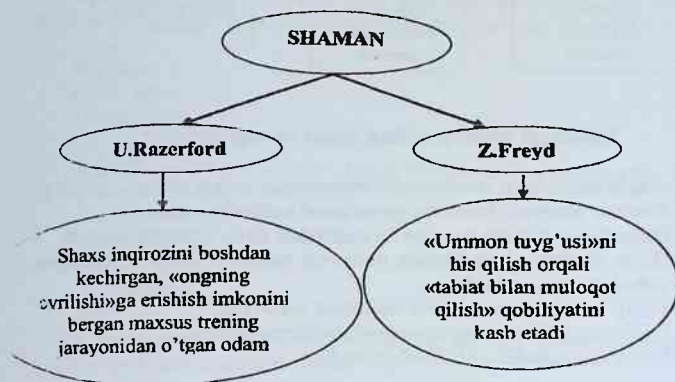 SHAMAN
U.Razerford
Z.Freyd
Shaxs inqirozini boshdan
kechirgan, «ongning
evrilishi»ga erishish imkonini
bergan maxsus trening
jarayonidan o'tgan odam
«Ummon tuyg'usi»ni
his qilish orqali
«tabiat bilan muloqot
qilish» qobiliyatini
kash etadi